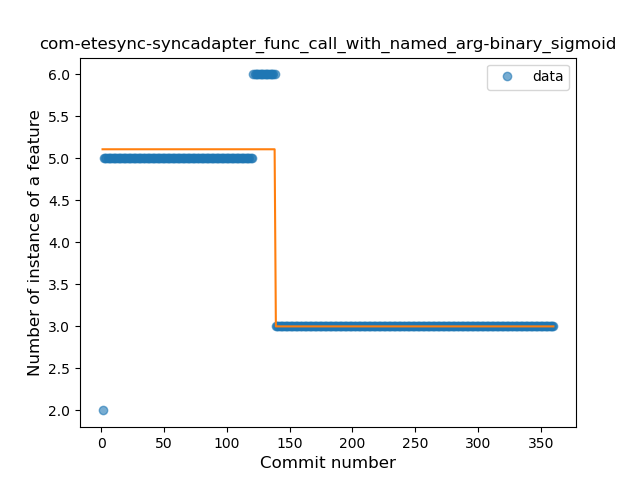 com-etesync-syncadapter_func_call_with_named_arg-binary_sigmoid
data
Number of instance of a feature
6.0
5.5
5.0
4.5
4.0
3.5
3.0
2.5
2.0
0 50 100 150 200 250 300 350
Commit number